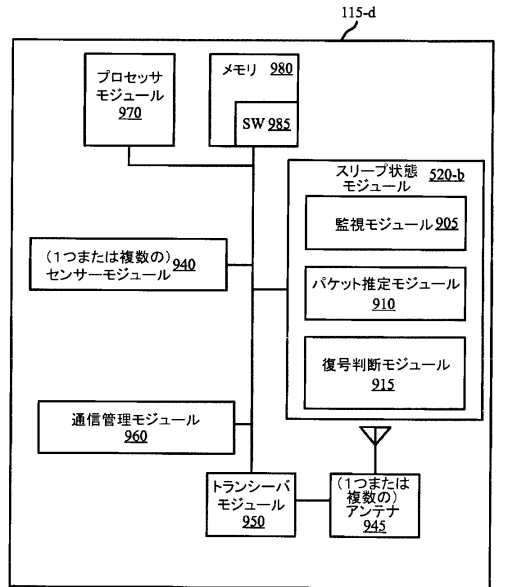 115-d
プロセッサ
モジュール
970
メモリ 980
SW 985
スリープ状態 520-b
モジュール
監視モジュール 905
パケット推定モジュール
910
復号判断モジュール
915
(1つまたは複数の)
センサーモジュール 940
通信管理モジュール
960
トランシーバ
モジュール
950
(1つまたは
複数の)
アンテナ
945